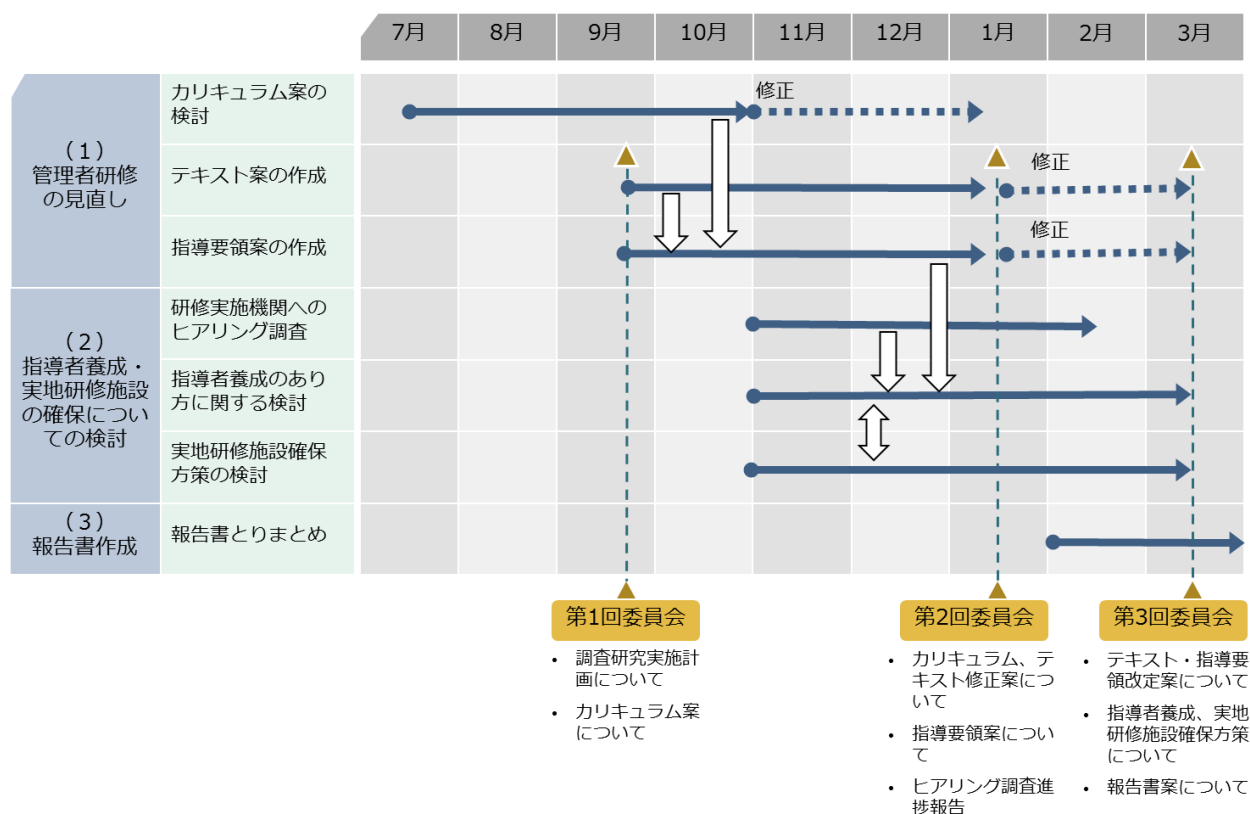 7月
8月
9月
10月
11月
12月
1月
2月
3月
（１）
管理者研修
の見直し
カリキュラム案の
検討
修正
テキスト案の作成
修正
指導要領案の作成
修正
（２）
指導者養成・
実地研修施設
の確保につい
ての検討
研修実施機関への
ヒアリング調査
指導者養成のあり
方に関する検討
実地研修施設確保
方策の検討
（３）
報告書作成
報告書とりまとめ
第1回委員会
• 調査研究実施計
画について
• カリキュラム案
について
第2回委員会
• カリキュラム、テ
キスト修正案につ
いて
• 指導要領案につい
て
• ヒアリング調査進
捗報告
第3回委員会
• テキスト・指導要
領改定案について
• 指導者養成、実地
研修施設確保方策
について
• 報告書案について